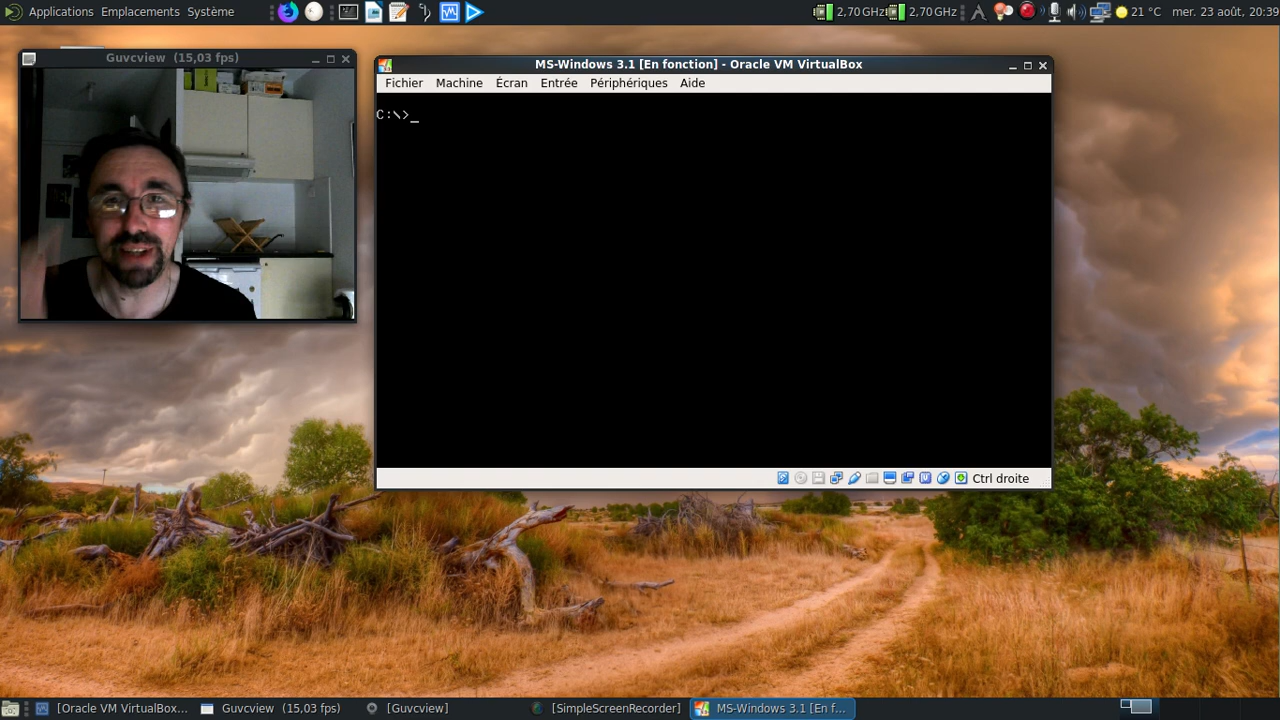 Applications Emplacements Système
2,70 GHz 2,70 GHz 21 °C mer. 23 août, 20:39
Guvcview (15,03 fps)
MS-Windows 3.1 [En fonction] - Oracle VM VirtualBox
Fichier Machine Écran Entrée Périphériques Aide
C:\>_
Ctrl droite
[Oracle VM VirtualBox... Guvcview (15,03 fps) [Guvcview] [SimpleScreenRecorder] MS-Windows 3.1 [En f...